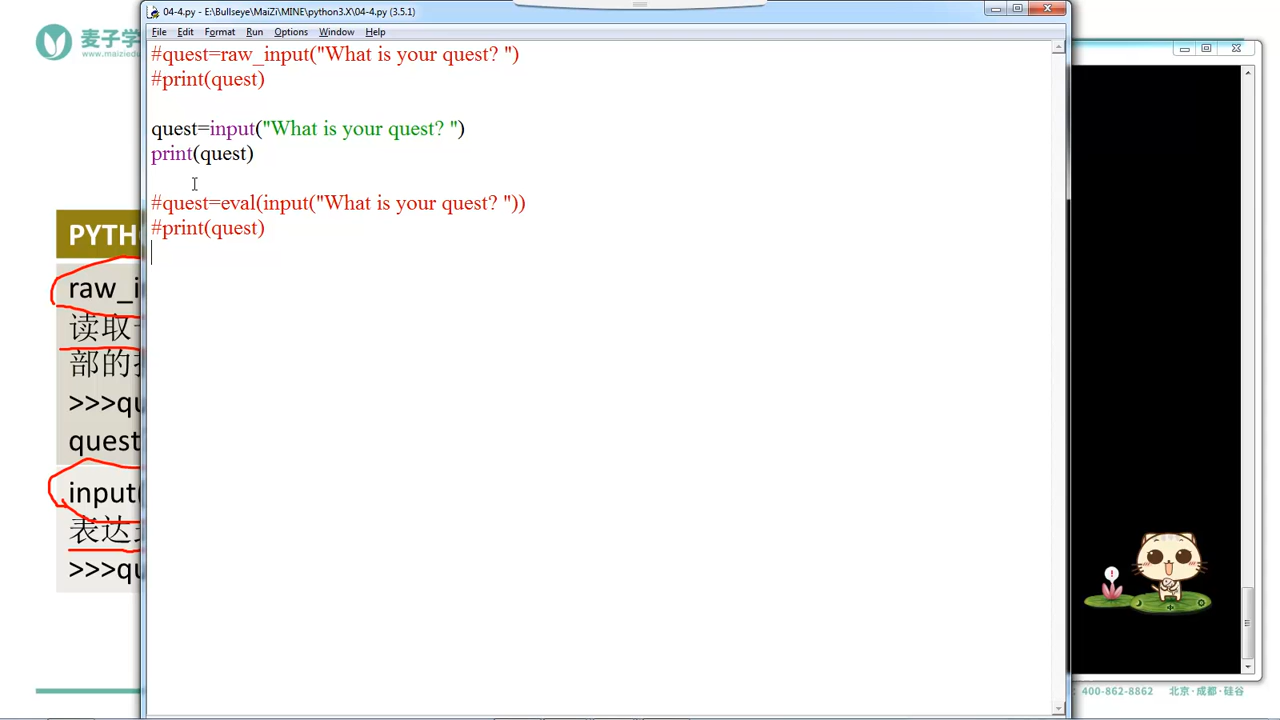 04-4.py - E:\Bullseye\MaiZi\MINE\python3.X\04-4.py (3.5.1)
File Edit Format Run Options Window Help
#quest=raw_input("What is your quest? ")
#print(quest)
quest=input("What is your quest? ")
print(quest)
#quest=eval(input("What is your quest? "))
#print(quest)
麦子学
www.maizied
PYTH
raw_i
读取
部的
>>>qu
quest
input(
表达
>>>qu
400-862-8862 北京·成都·硅谷